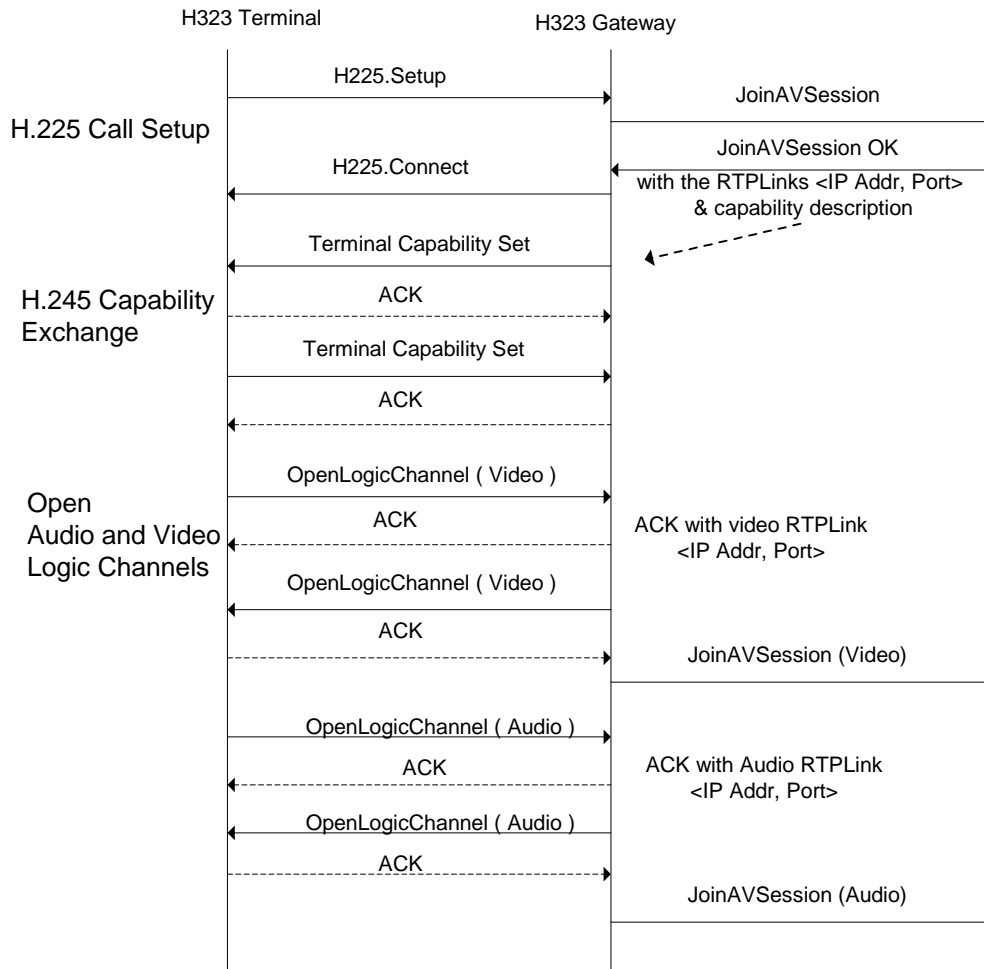 H323 Terminal
H323 Gateway
H225.Setup
JoinAVSession
H.225 Call Setup
JoinAVSession OK
H225.Connect
with the RTPLinks <IP Addr, Port>
& capability description
Terminal Capability Set
H.245 Capability
Exchange
ACK
Terminal Capability Set
ACK
OpenLogicChannel ( Video )
Open
Audio and Video
Logic Channels
ACK
ACK with video RTPLink
<IP Addr, Port>
OpenLogicChannel ( Video )
ACK
JoinAVSession (Video)
OpenLogicChannel ( Audio )
ACK
ACK with Audio RTPLink
<IP Addr, Port>
OpenLogicChannel ( Audio )
ACK
JoinAVSession (Audio)